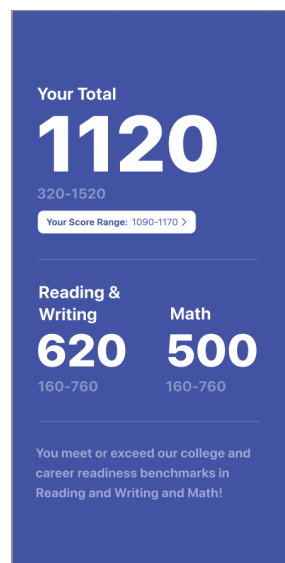 Your Total
1120
320-1520
Your Score Range: 1090-1170 >
Reading &
Writing
Math
620
500
160-760
160-760
You meet or exceed our college and
career readiness benchmarks in
Reading and Writing and Math!